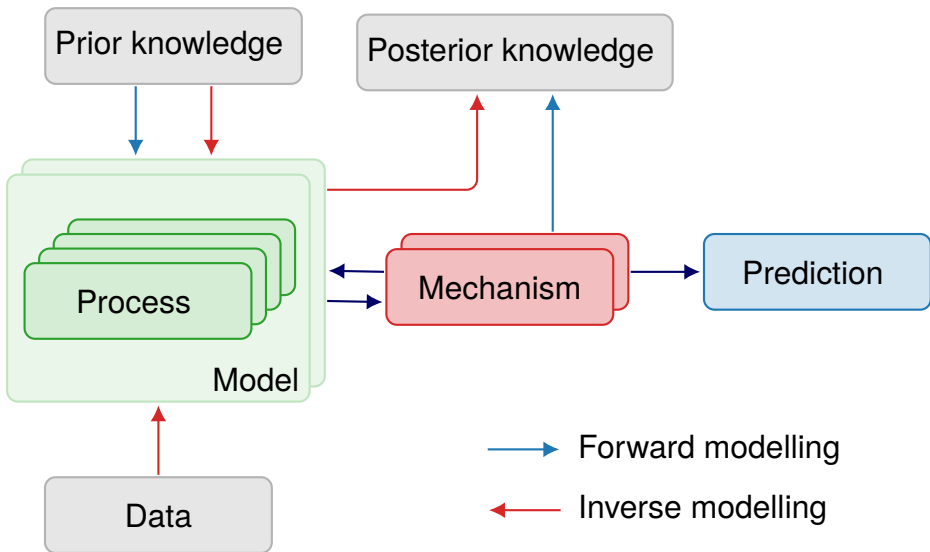 Prior knowledge
Posterior knowledge
Process
Mechanism
Prediction
Model
Forward modelling
Data
Inverse modelling